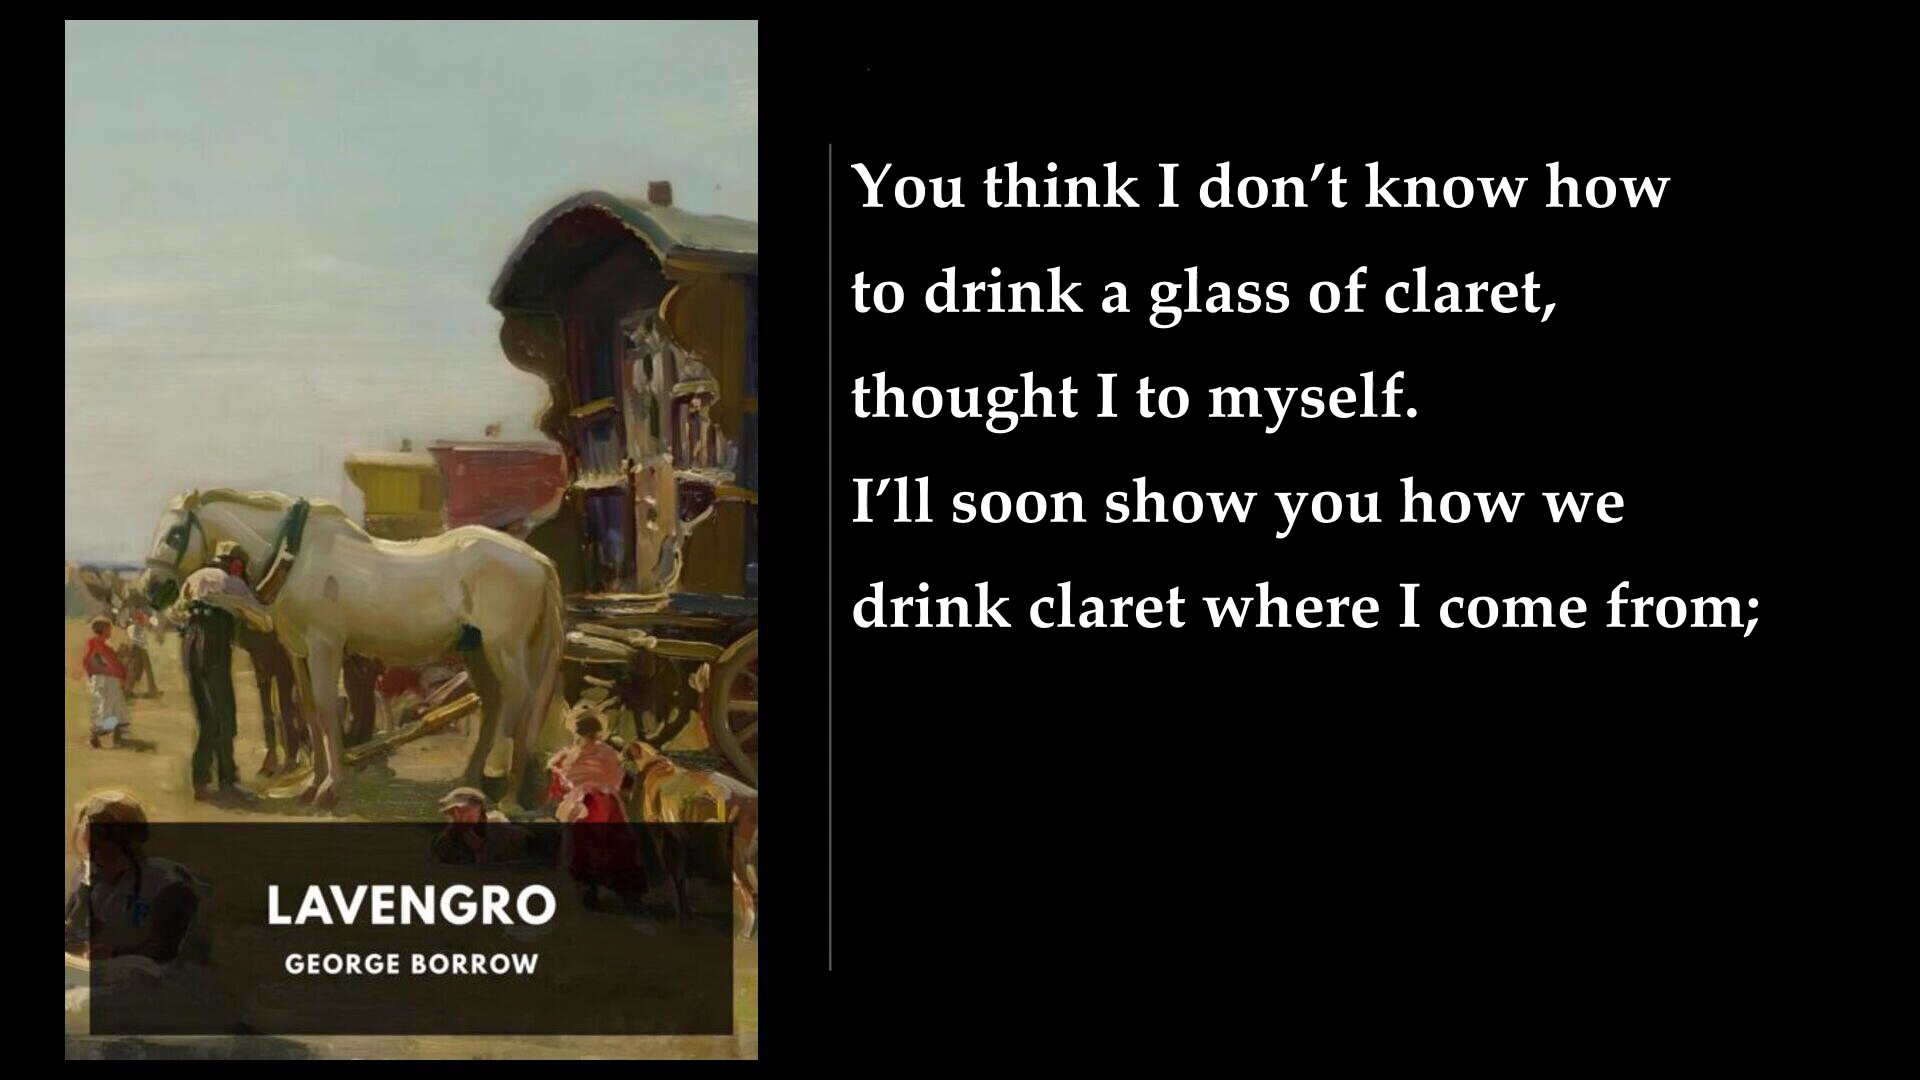 You think I don’t know how
to drink a glass of claret,
thought I to myself.
I’ll soon show you how we
drink claret where I come from;
LAVENGRO
GEORGE BORROW